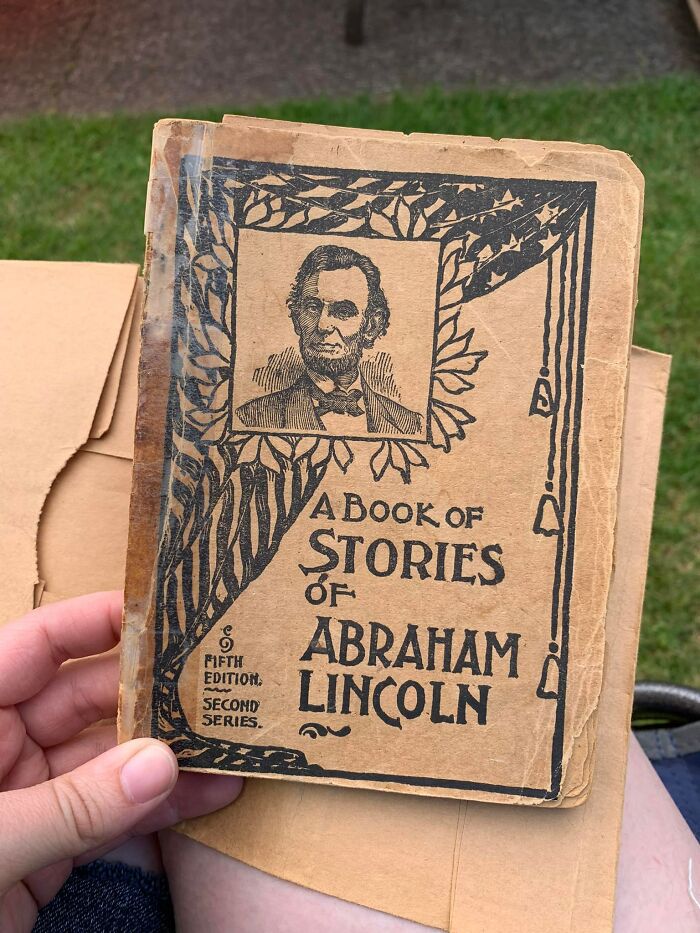 A BOOK OF
STORIES
OF
ABRAHAM
LINCOLN
FIFTH
EDITION.
SECOND
SERIES.